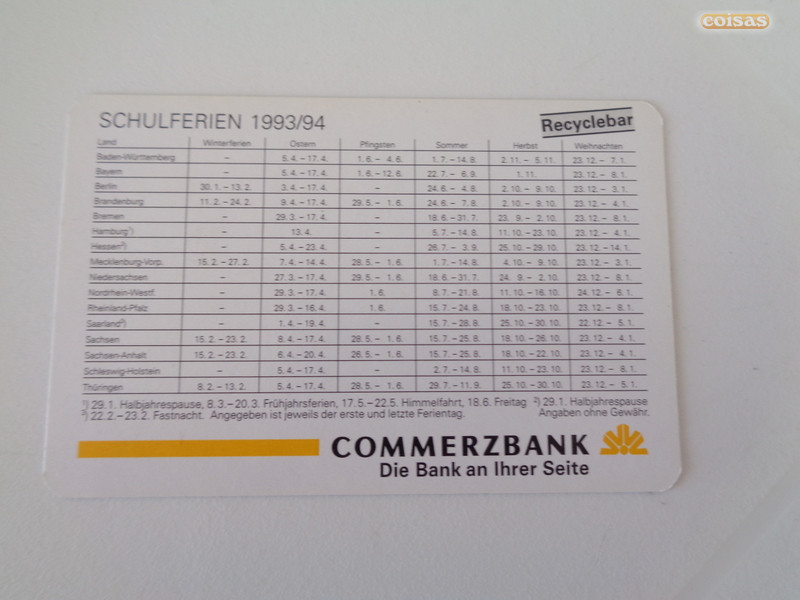 coisas
SCHULFERIEN 1993/94
Recyclebar
Land Winterferien Ostern Pfingsten Sommer Herbst Weihnachten
Baden-Württemberg – 5. 4. – 17. 4. 1. 6. – 4. 6. 1. 7. – 14. 8. 2. 11. – 5. 11. 23. 12. – 7. 1.
Bayern – 5. 4. – 17. 4. 1. 6. – 12. 6. 22. 7. – 6. 9. 1. 11. 23. 12. – 8. 1.
Berlin 30. 1. – 13. 2. 3. 4. – 17. 4. – 24. 6. – 4. 8. 2. 10. – 9. 10. 23. 12. – 3. 1.
Brandenburg 11. 2. – 24. 2. 9. 4. – 17. 4. 29. 5. – 1. 6. 24. 6. – 7. 8. 2. 10. – 9. 10. 23. 12. – 4. 1.
Bremen – 29. 3. – 17. 4. – 18. 6. – 31. 7. 23. 9. – 2. 10. 23. 12. – 8. 1.
Hamburg¹) – 13. 4. – 5. 7. – 14. 8. 11. 10. – 23. 10. 23. 12. – 4. 1.
Hessen²) – 5. 4. – 23. 4. – 26. 7. – 3. 9. 25. 10. – 29. 10. 23. 12. – 14. 1.
Mecklenburg-Vorp. 15. 2. – 27. 2. 7. 4. – 14. 4. 28. 5. – 1. 6. 1. 7. – 14. 8. 4. 10. – 9. 10. 23. 12. – 3. 1.
Niedersachsen – 27. 3. – 17. 4. 29. 5. – 1. 6. 18. 6. – 31. 7. 24. 9. – 2. 10. 23. 12. – 8. 1.
Nordrhein-Westf. – 29. 3. – 17. 4. 1. 6. 8. 7. – 21. 8. 11. 10. – 16. 10. 24. 12. – 8. 1.
Rheinland-Pfalz – 29. 3. – 16. 4. 1. 6. 15. 7. – 24. 8. 18. 10. – 23. 10. 23. 12. – 8. 1.
Saarland³) – 1. 4. – 19. 4. – 15. 7. – 28. 8. 25. 10. – 30. 10. 22. 12. – 5. 1.
Sachsen 15. 2. – 23. 2. 8. 4. – 17. 4. 28. 5. – 1. 6. 15. 7. – 25. 8. 18. 10. – 26. 10. 23. 12. – 4. 1.
Sachsen-Anhalt 15. 2. – 23. 2. 6. 4. – 20. 4. 26. 5. – 1. 6. 15. 7. – 25. 8. 18. 10. – 22. 10. 23. 12. – 4. 1.
Schleswig-Holstein – 5. 4. – 17. 4. – 2. 7. – 14. 8. 11. 10. – 23. 10. 23. 12. – 8. 1.
Thüringen 8. 2. – 13. 2. 5. 4. – 17. 4. 28. 5. – 1. 6. 29. 7. – 11. 9. 25. 10. – 30. 10. 23. 12. – 5. 1.
¹) 29.1. Halbjahrespause, 8.3.–20.3. Frühjahrsferien, 17.5.–22.5. Himmelfahrt, 18.6. Freitag ²) 29.1. Halbjahrespause
³) 22.2.–23.2. Fastnacht. Angegeben ist jeweils der erste und letzte Ferientag. Angaben ohne Gewähr.
COMMERZBANK
Die Bank an Ihrer Seite